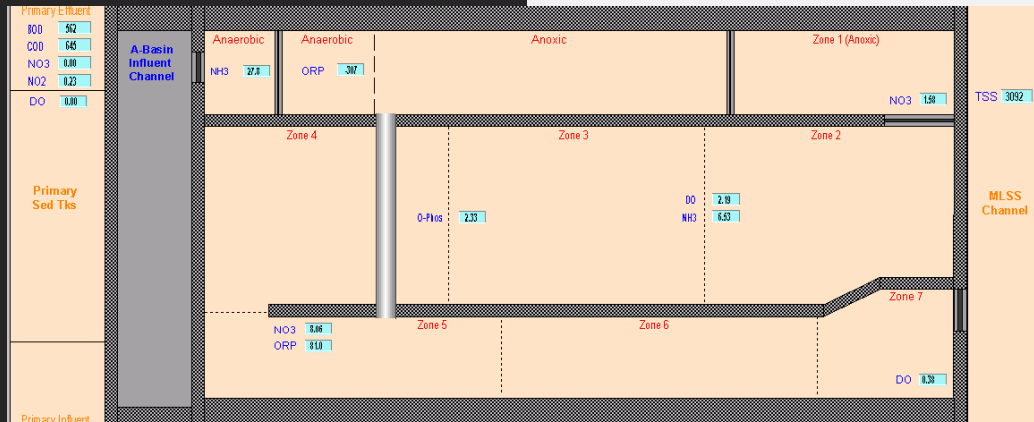 Primary Effluent
BOD 562
COD 645
NO3 0.00
NO2 0.23
DO 0.00
Primary
Sed Tks
Primary Influent
A-Basin
Influent
Channel
Anaerobic
NH3 27.8
Anaerobic
ORP -307
Anoxic
Zone 1 (Anoxic)
NO3 1.58
TSS 3092
MLSS
Channel
Zone 4
Zone 3
Zone 2
O-Phos 2.33
DO 2.19
NH3 6.53
Zone 7
NO3 8.06
ORP 81.0
Zone 5
Zone 6
DO 0.38